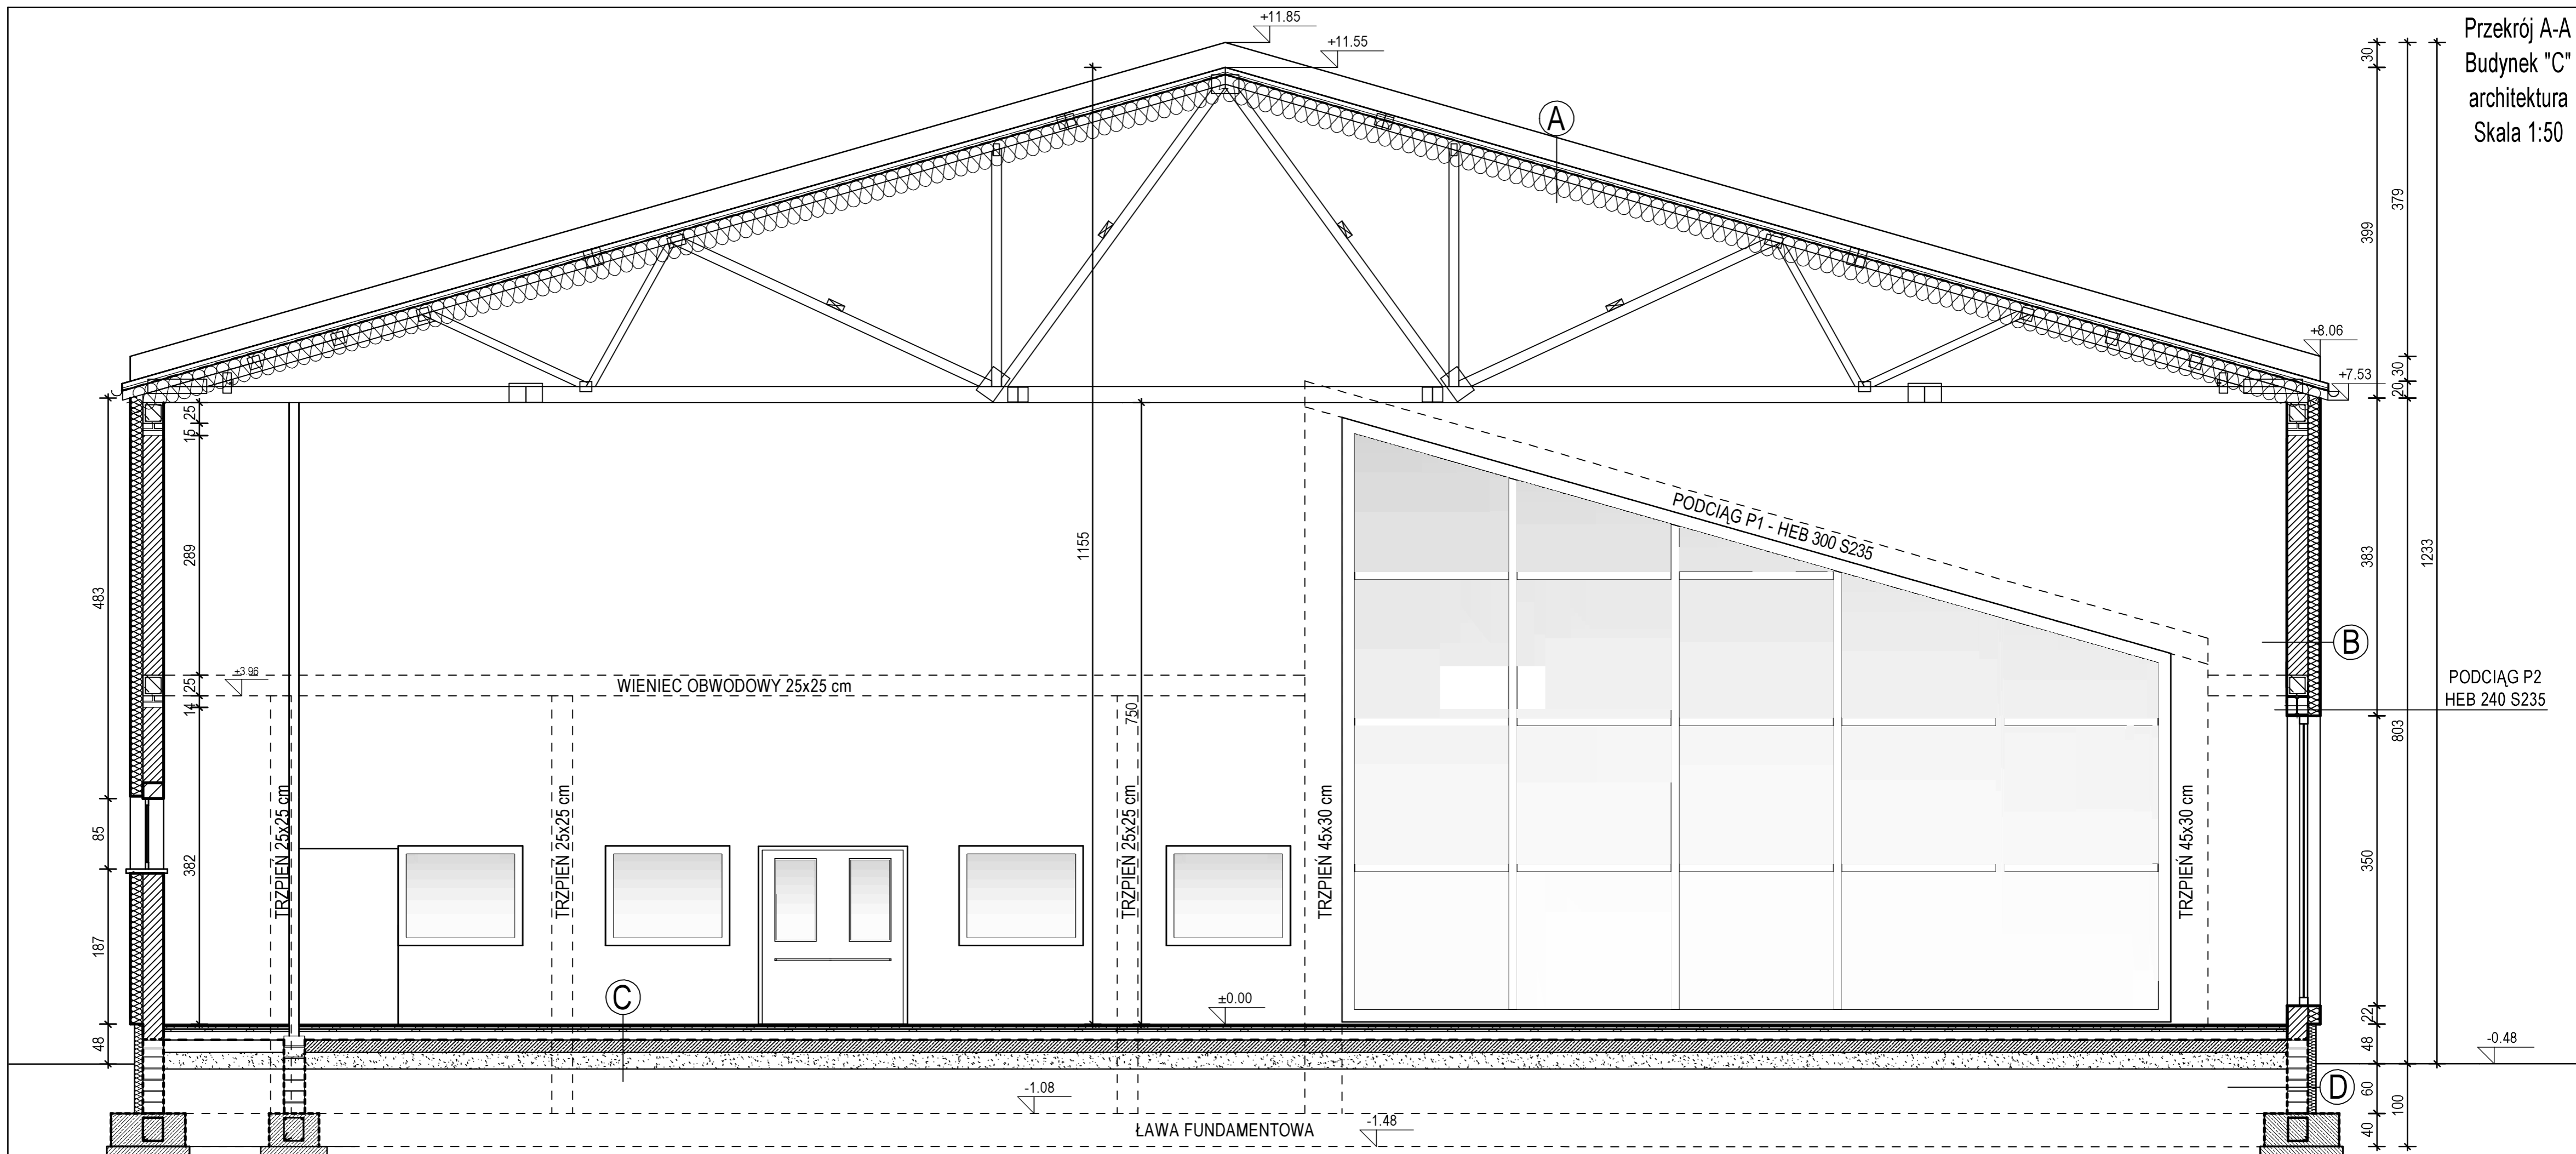 Przekrój A-A
Budynek "C"
architektura
Skala 1:50
+11.85
+11.55
A
30
379
399
+8.06
+7.53
30
20
25
15
PODCIĄG P1 - HEB 300 S235
289
1155
483
383
1233
B
+3.96
25
14
WIENIEC OBWODOWY 25x25 cm
750
PODCIĄG P2
HEB 240 S235
803
85
382
TRZPIEŃ 25x25 cm
TRZPIEŃ 25x25 cm
TRZPIEŃ 25x25 cm
TRZPIEŃ 45x30 cm
TRZPIEŃ 45x30 cm
350
187
C
±0.00
22
48
48
-0.48
-1.08
D
60
100
ŁAWA FUNDAMENTOWA
-1.48
40